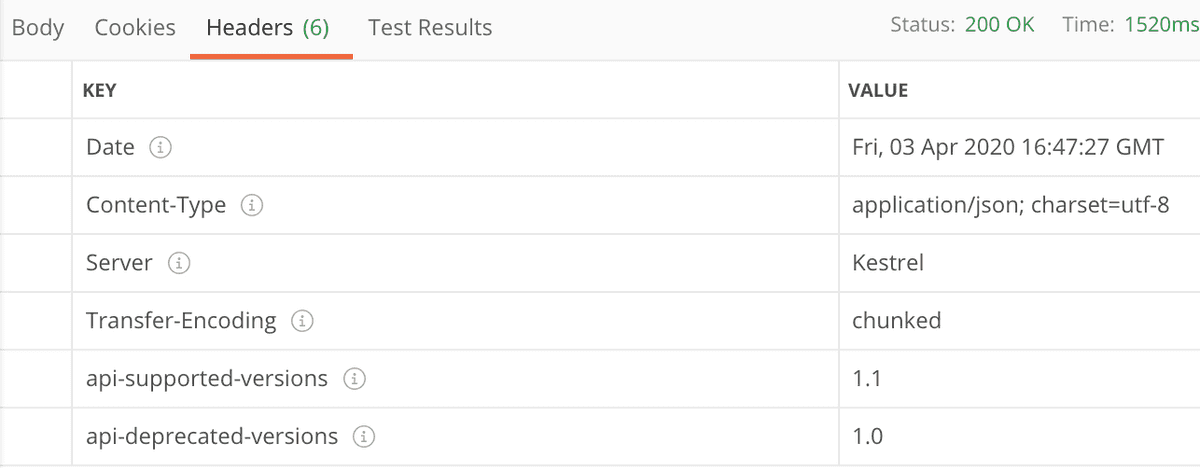 Body Cookies Headers (6) Test Results Status: 200 OK Time: 1520ms
KEY VALUE
Date Fri, 03 Apr 2020 16:47:27 GMT
Content-Type application/json; charset=utf-8
Server Kestrel
Transfer-Encoding chunked
api-supported-versions 1.1
api-deprecated-versions 1.0